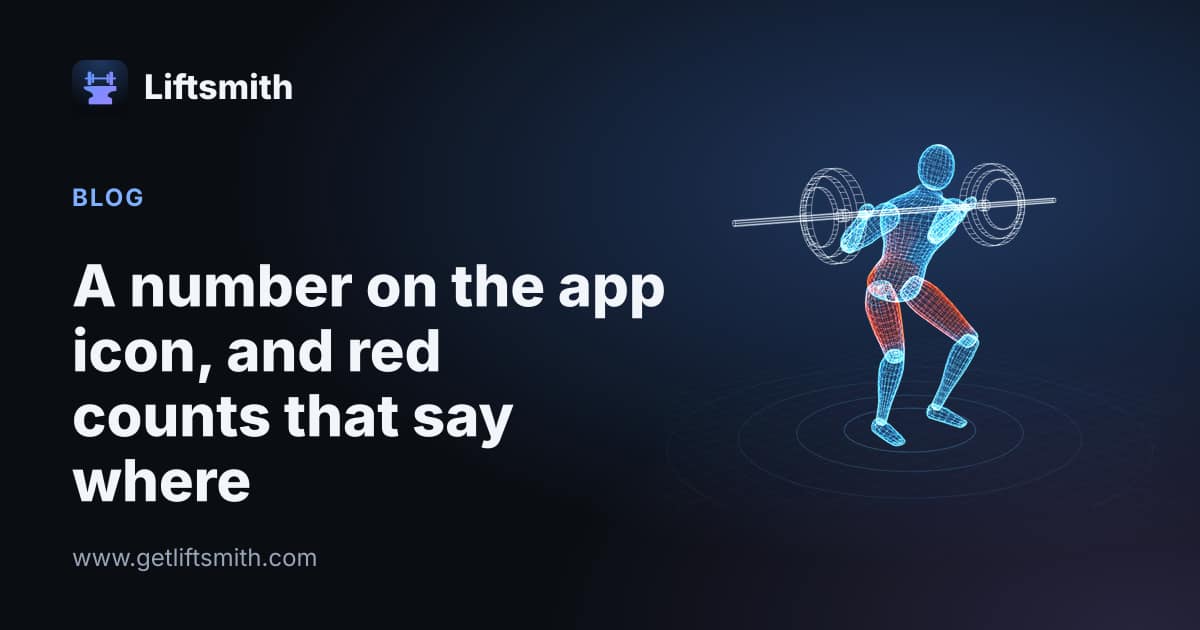 Liftsmith
BLOG
A number on the app
icon, and red
counts that say
where
www.getliftsmith.com